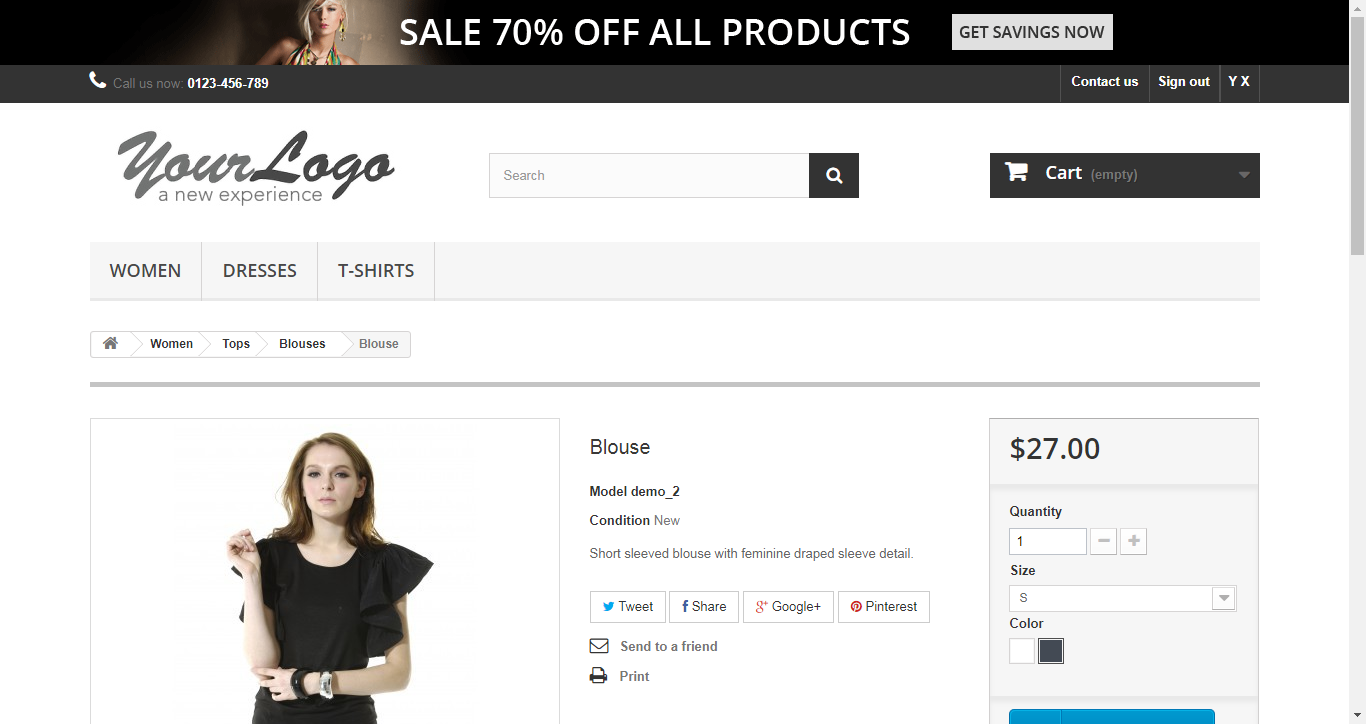 SALE 70% OFF ALL PRODUCTS GET SAVINGS NOW
Call us now: 0123-456-789 Contact us Sign out Y X
Your Logo
a new experience
Search
Cart (empty)
WOMEN DRESSES T-SHIRTS
Women Tops Blouses Blouse
Blouse
Model demo_2
Condition New
Short sleeved blouse with feminine draped sleeve detail.
Tweet Share Google+ Pinterest
Send to a friend
Print
$27.00
Quantity
1
Size
S
Color